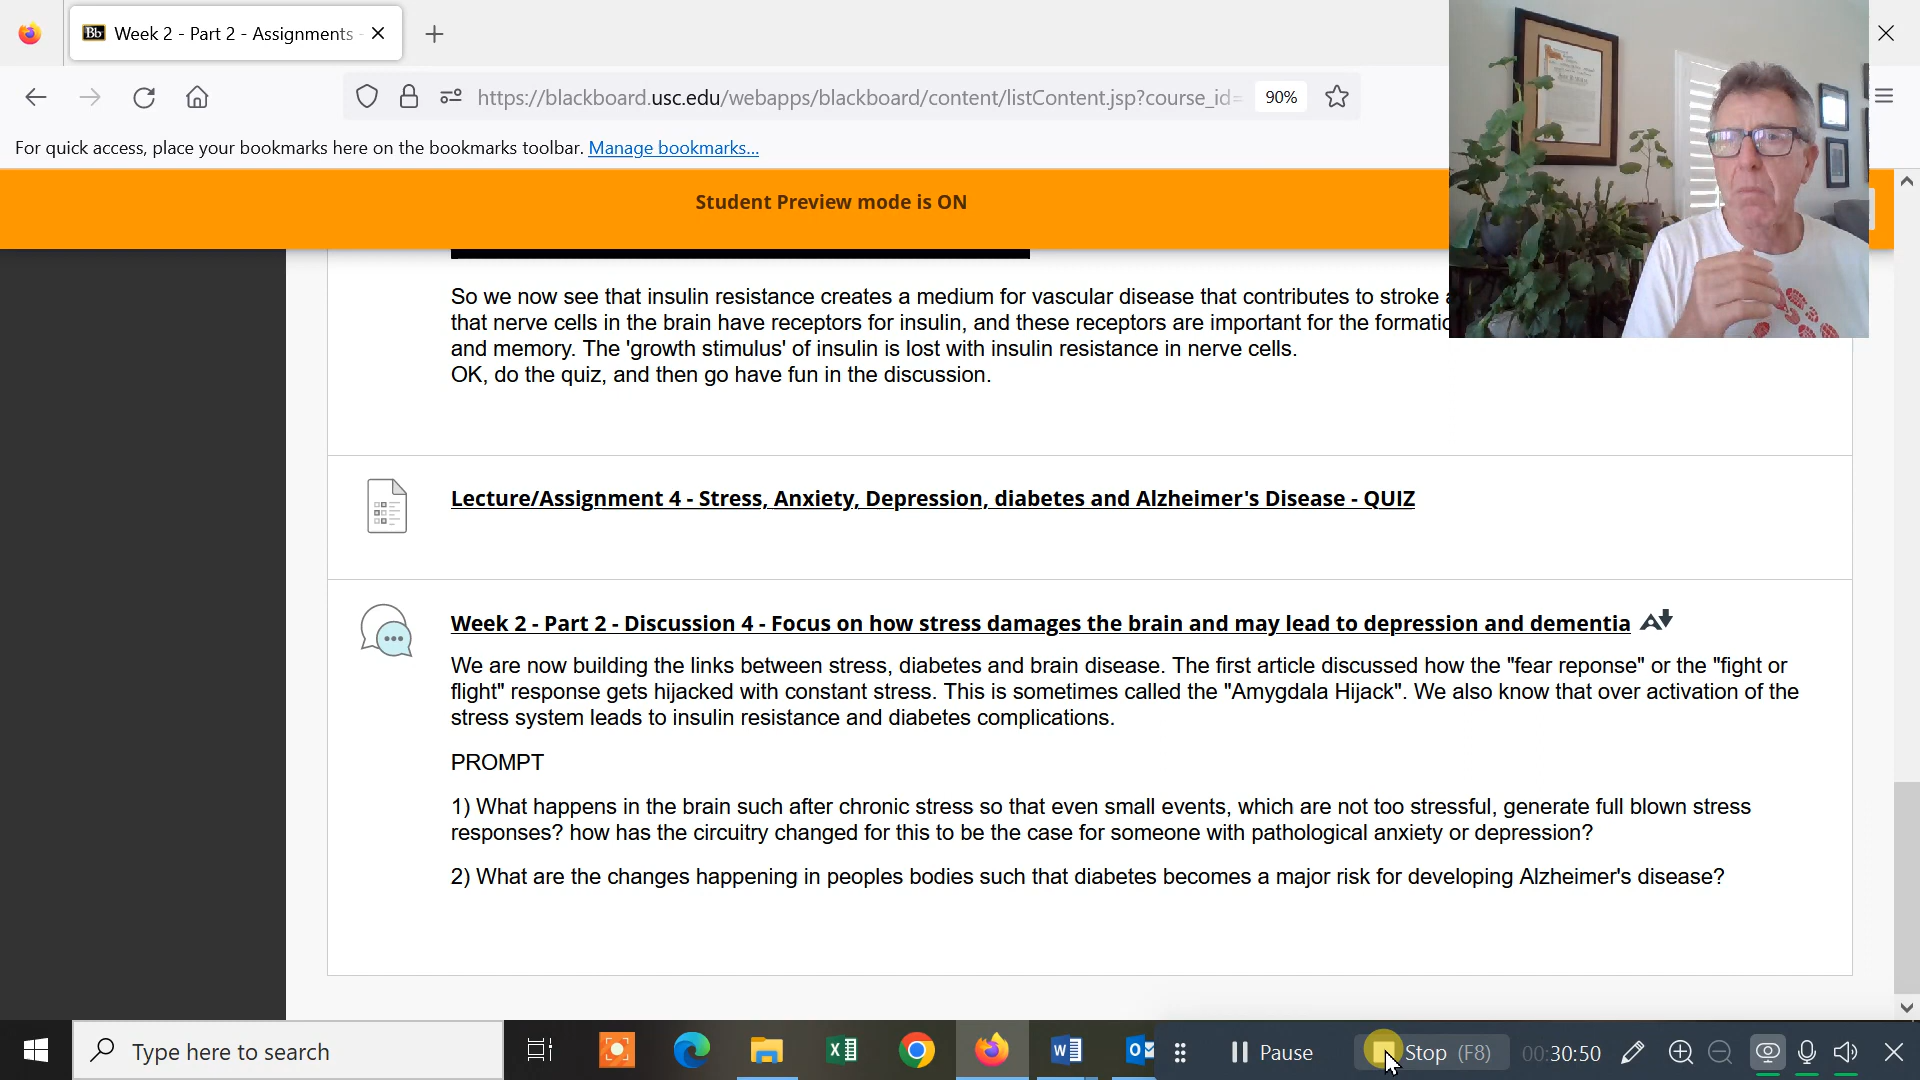 Bb Week 2 - Part 2 - Assignments
https://blackboard.usc.edu/webapps/blackboard/content/listContent.jsp?course_id= 90%
For quick access, place your bookmarks here on the bookmarks toolbar. Manage bookmarks...
Student Preview mode is ON
So we now see that insulin resistance creates a medium for vascular disease that contributes to stroke
that nerve cells in the brain have receptors for insulin, and these receptors are important for the
and memory. The 'growth stimulus' of insulin is lost with insulin resistance in nerve cells.
OK, do the quiz, and then go have fun in the discussion.
Lecture/Assignment 4 - Stress, Anxiety, Depression, diabetes and Alzheimer's Disease - QUIZ
Week 2 - Part 2 - Discussion 4 - Focus on how stress damages the brain and may lead to depression and dementia
We are now building the links between stress, diabetes and brain disease. The first article discussed how the "fear reponse" or the "fight or
flight" response gets hijacked with constant stress. This is sometimes called the "Amygdala Hijack". We also know that over activation of the
stress system leads to insulin resistance and diabetes complications.
PROMPT
1) What happens in the brain such after chronic stress so that even small events, which are not too stressful, generate full blown stress
responses? how has the circuitry changed for this to be the case for someone with pathological anxiety or depression?
2) What are the changes happening in peoples bodies such that diabetes becomes a major risk for developing Alzheimer's disease?
Type here to search
Pause Stop (F8) 00:30:50